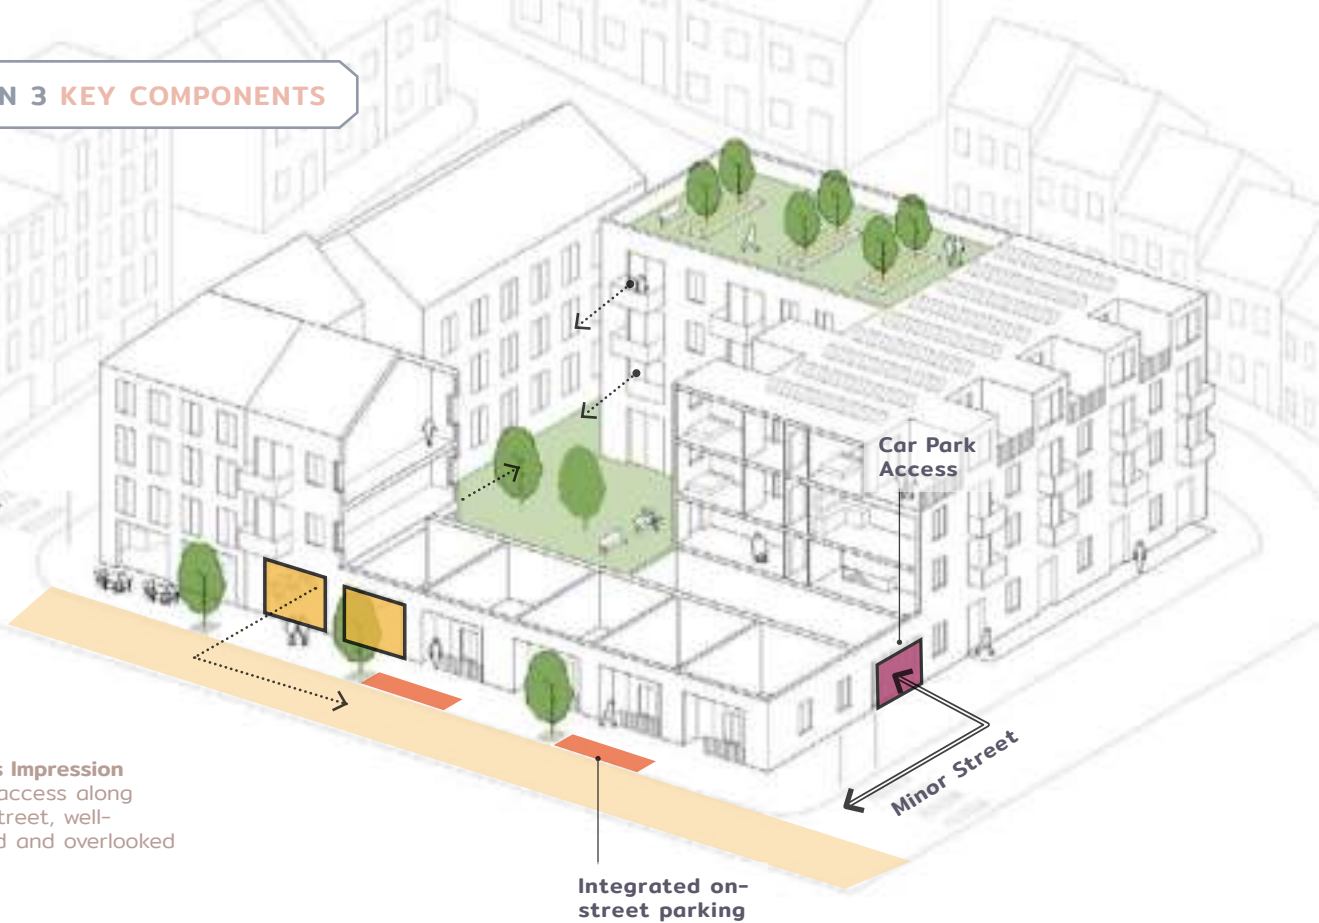 N 3 KEY COMPONENTS
Car Park
Access
Minor Street
s Impression
access along
treet, well-
d and overlooked
Integrated on-
street parking